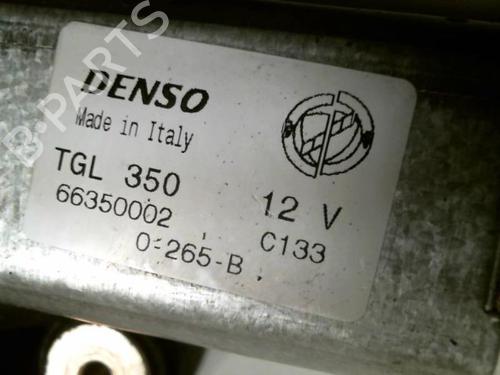 B-PARTS
DENSO
Made in Italy
TGL 350 12 V
66350002 C133
0-265-B